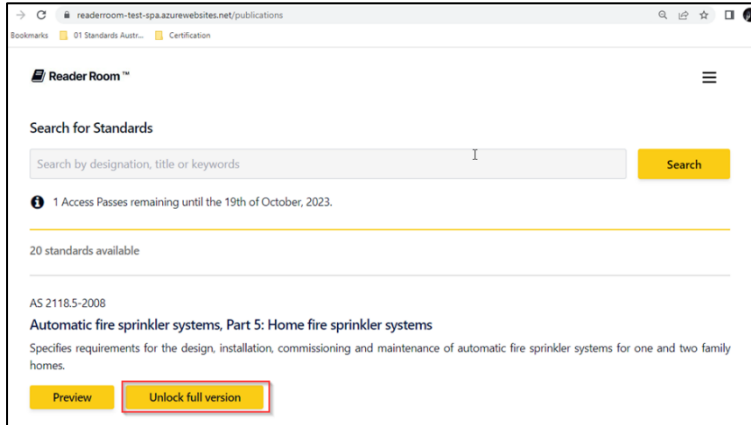 readerroom-test-spa.azurewebsites.net/publications
Bookmarks 01 Standards Austr... Certification
Reader Room ™
Search for Standards
Search by designation, title or keywords Search
1 Access Passes remaining until the 19th of October, 2023.
20 standards available
AS 2118.5-2008
Automatic fire sprinkler systems, Part 5: Home fire sprinkler systems
Specifies requirements for the design, installation, commissioning and maintenance of automatic fire sprinkler systems for one and two family
homes.
Preview Unlock full version